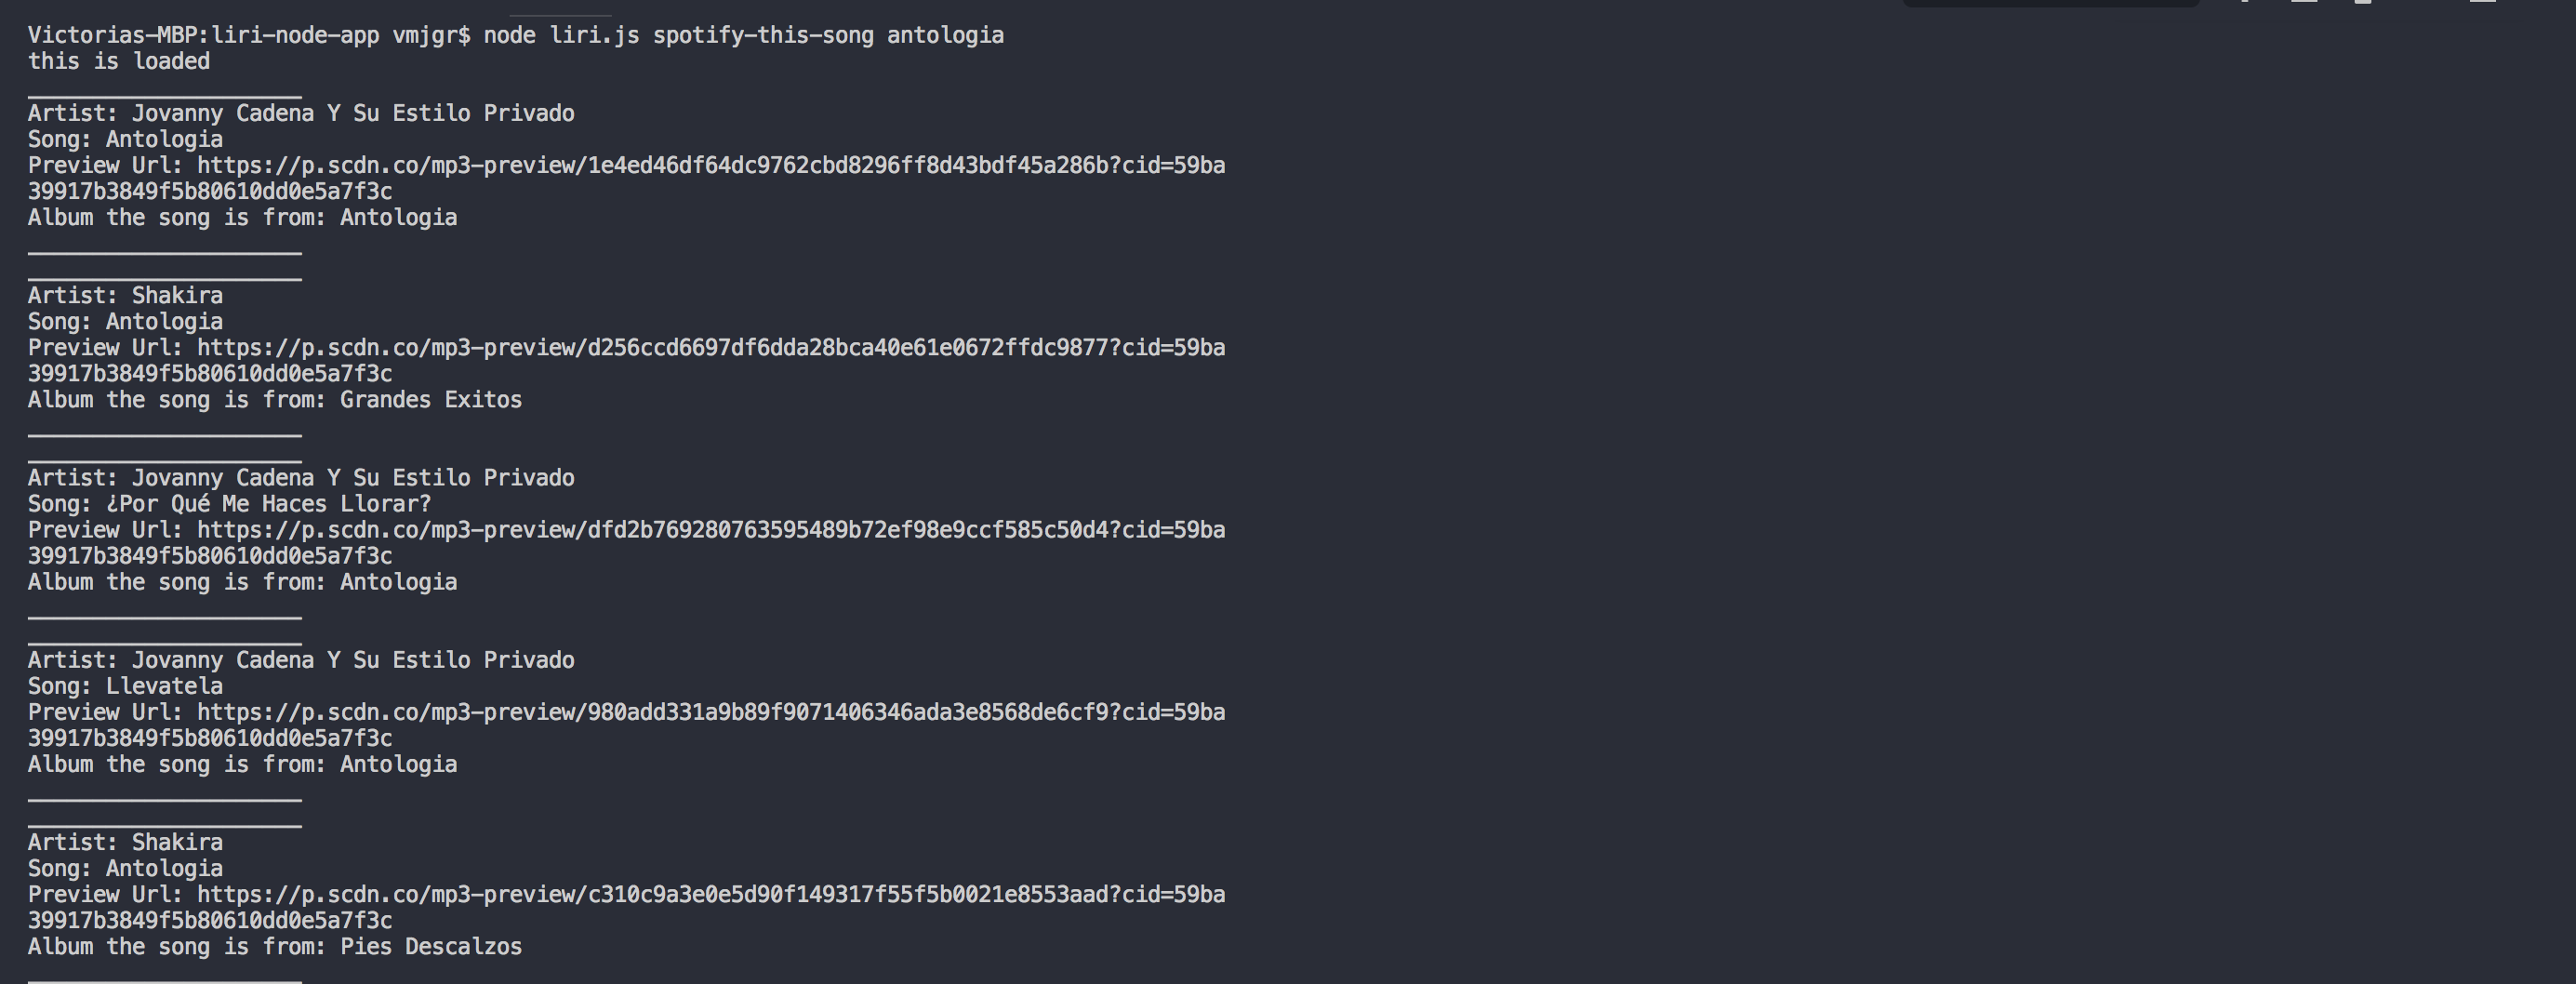 Victorias-MBP:liri-node-app vmjgr$ node liri.js spotify-this-song antologia
this is loaded
_____________________
Artist: Jovanny Cadena Y Su Estilo Privado
Song: Antologia
Preview Url: https://p.scdn.co/mp3-preview/1e4ed46df64dc9762cbd8296ff8d43bdf45a286b?cid=59ba
39917b3849f5b80610dd0e5a7f3c
Album the song is from: Antologia
_____________________
_____________________
Artist: Shakira
Song: Antologia
Preview Url: https://p.scdn.co/mp3-preview/d256ccd6697df6dda28bca40e61e0672ffdc9877?cid=59ba
39917b3849f5b80610dd0e5a7f3c
Album the song is from: Grandes Exitos
_____________________
_____________________
Artist: Jovanny Cadena Y Su Estilo Privado
Song: ¿Por Qué Me Haces Llorar?
Preview Url: https://p.scdn.co/mp3-preview/dfd2b769280763595489b72ef98e9ccf585c50d4?cid=59ba
39917b3849f5b80610dd0e5a7f3c
Album the song is from: Antologia
_____________________
_____________________
Artist: Jovanny Cadena Y Su Estilo Privado
Song: Llevatela
Preview Url: https://p.scdn.co/mp3-preview/980add331a9b89f9071406346ada3e8568de6cf9?cid=59ba
39917b3849f5b80610dd0e5a7f3c
Album the song is from: Antologia
_____________________
_____________________
Artist: Shakira
Song: Antologia
Preview Url: https://p.scdn.co/mp3-preview/c310c9a3e0e5d90f149317f55f5b0021e8553aad?cid=59ba
39917b3849f5b80610dd0e5a7f3c
Album the song is from: Pies Descalzos
_____________________